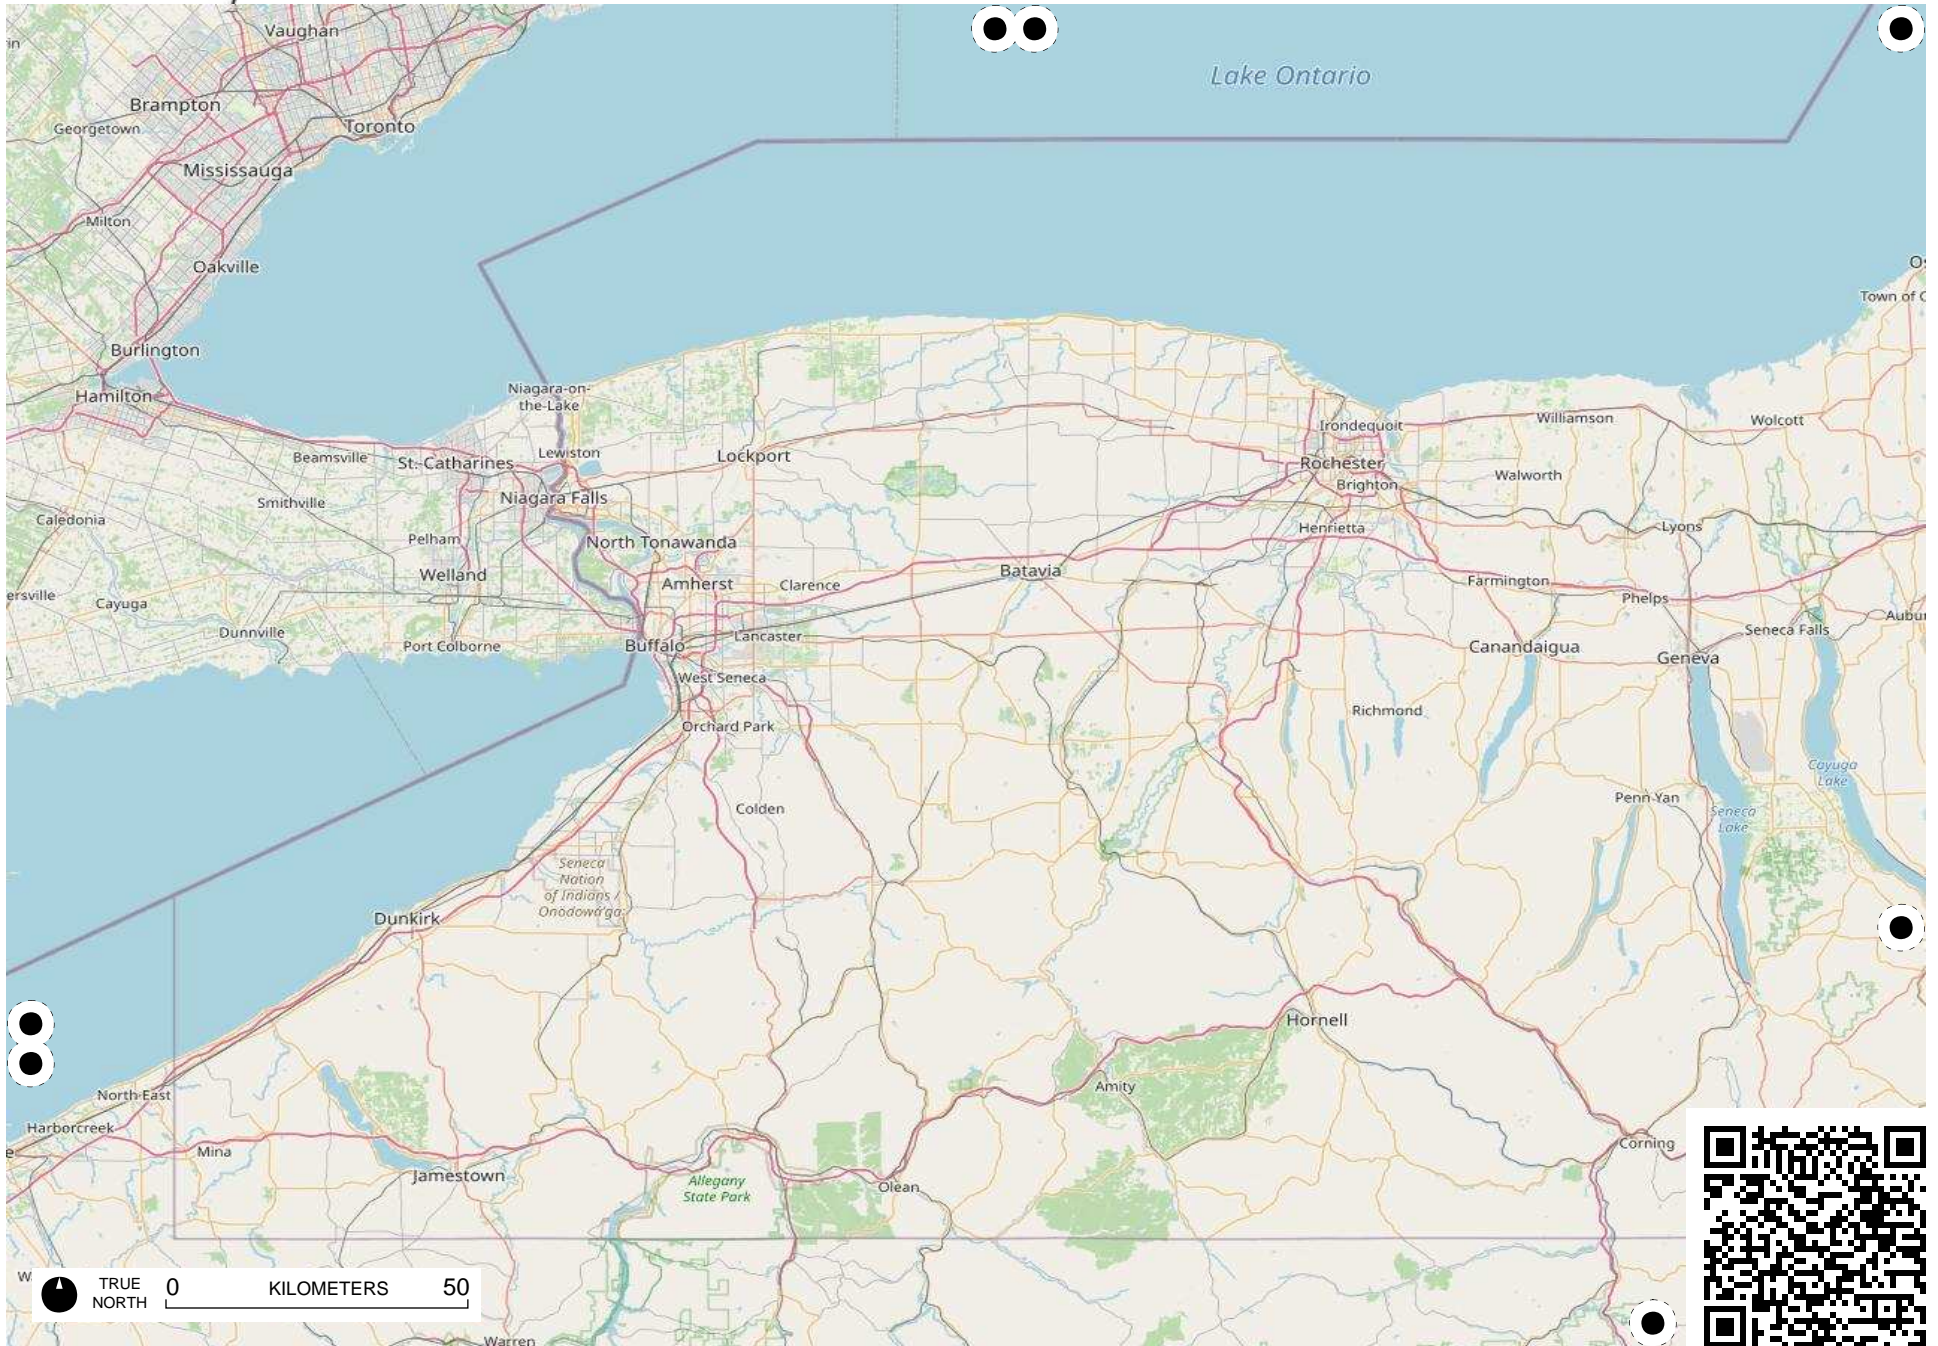 Vaughan
Lake Ontario
Brampton
Georgetown
Toronto
Mississauga
Milton
Oakville
Town of
Burlington
Niagara-on-
the-Lake
Hamilton
Williamson
Wolcott
Irondequoit
Lewiston
Beamsville
St. Catharines
Lockport
Rochester
Walworth
Brighton
Niagara Falls
Smithville
Caledonia
Henrietta
Lyons
Pelham
North Tonawanda
Batavia
Welland
Amherst
Clarence
Farmington
ersville
Cayuga
Phelps
Aubur
Dunnville
Port Colborne
Buffalo
Lancaster
Seneca Falls
Canandaigua
Geneva
West Seneca
Richmond
Orchard Park
Cayuga
Lake
Penn Yan
Colden
Seneca
Lake
Seneca
Nation
of Indians /
Onödowá'ga:
Dunkirk
Hornell
Amity
North East
Harborcreek
Mina
Corning
Jamestown
Allegany
State Park
Olean
TRUE
NORTH
0 KILOMETERS 50
Warren